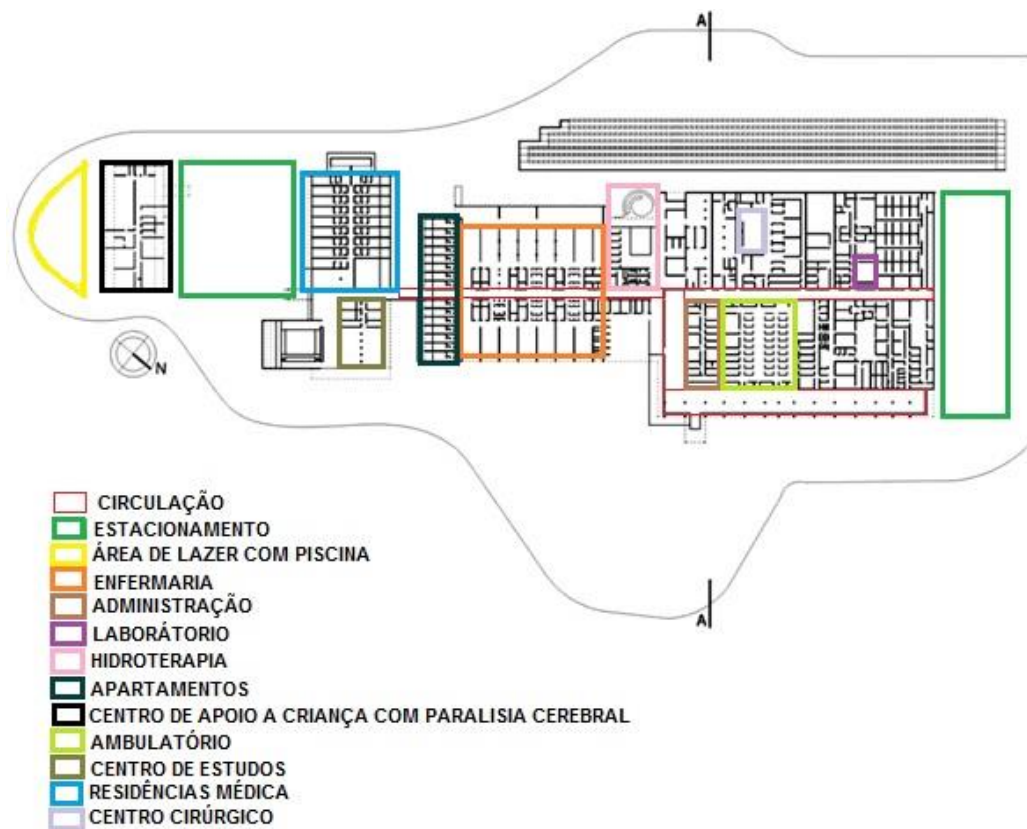 A
N
CIRCULAÇÃO
ESTACIONAMENTO
ÁREA DE LAZER COM PISCINA
ENFERMARIA
ADMINISTRAÇÃO
LABORÁTÓRIO
HIDROTERAPIA
APARTAMENTOS
CENTRO DE APOIO A CRIANÇA COM PARALISIA CEREBRAL
AMBULATÓRIO
CENTRO DE ESTUDOS
RESIDÊNCIAS MÉDICA
CENTRO CIRÚRGICO
A